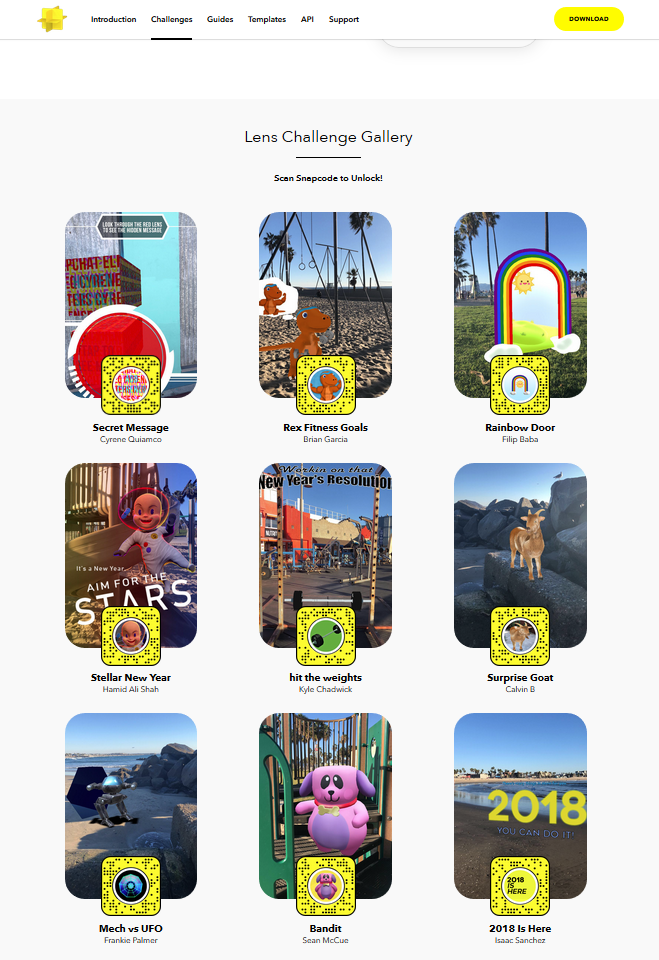 Introduction
Challenges
Guides
Templates
API
Support
DOWNLOAD
Lens Challenge Gallery
Scan Snapcode to Unlock!
LOOK THROUGH THE RED LENS
TO SEE THE HIDDEN MESSAGE
Secret Message
Cyrene Quiamco
Rex Fitness Goals
Brian Garcia
Rainbow Door
Filip Baba
It's a New Year...
AIM FOR THE
STARS
Stellar New Year
Hamid Ali Shah
Workin on that
New Year's Resolution
hit the weights
Kyle Chadwick
Surprise Goat
Calvin B
Mech vs UFO
Frankie Palmer
Bandit
Sean McCue
2018
YOU CAN DO IT!
2018
IS
HERE
2018 Is Here
Isaac Sanchez